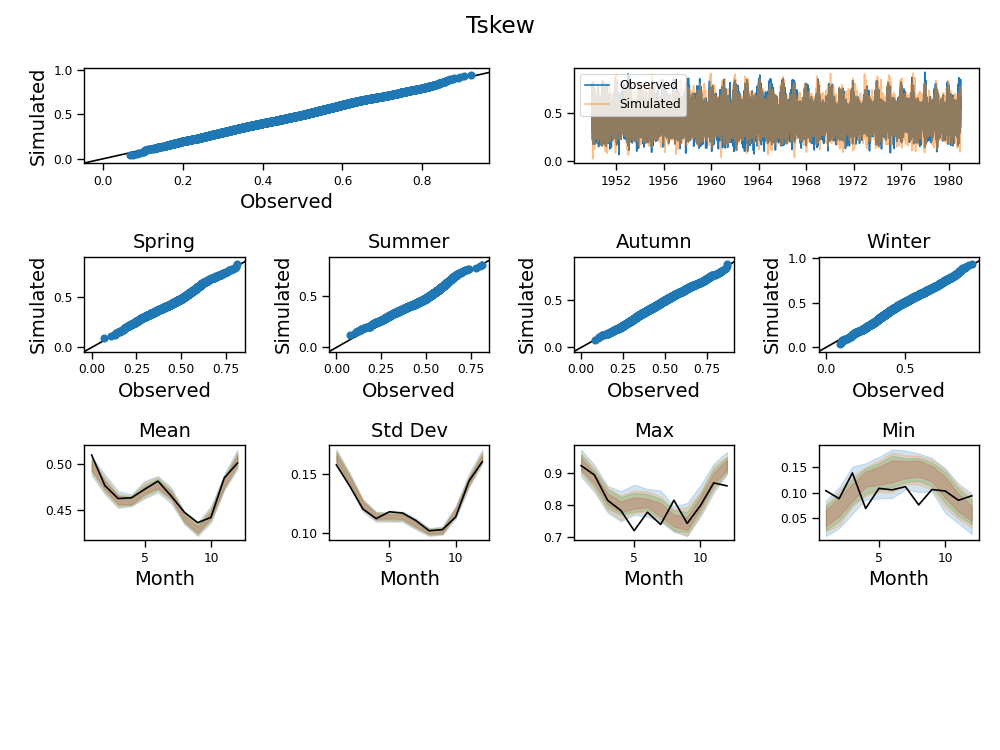 Tskew
Simulated
1.0
0.5
0.0
0.0
0.2
0.4
0.6
0.8
Observed
Observed
Simulated
0.5
0.0
1952
1956
1960
1964
1968
1972
1976
1980
Spring
Simulated
0.5
0.0
0.00
0.25
0.50
0.75
Observed
Summer
Simulated
0.5
0.0
0.00
0.25
0.50
0.75
Observed
Autumn
Simulated
0.5
0.0
0.00
0.25
0.50
0.75
Observed
Winter
Simulated
1.0
0.5
0.0
0.0
0.5
Observed
Mean
0.50
0.45
5
10
Month
Std Dev
0.15
0.10
5
10
Month
Max
0.9
0.8
0.7
5
10
Month
Min
0.15
0.10
0.05
5
10
Month